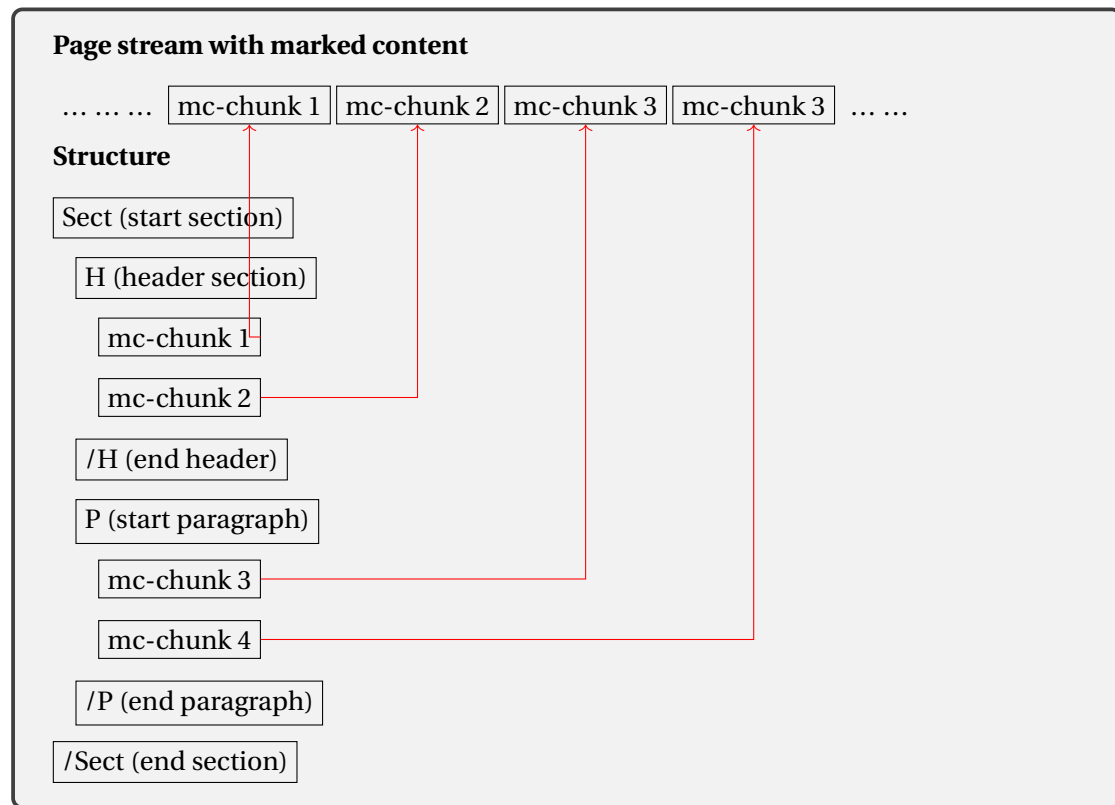 Page stream with marked content
… … … mc-chunk 1 mc-chunk 2 mc-chunk 3 mc-chunk 3 … …
Structure
Sect (start section)
H (header section)
mc-chunk 1
mc-chunk 2
/H (end header)
P (start paragraph)
mc-chunk 3
mc-chunk 4
/P (end paragraph)
/Sect (end section)